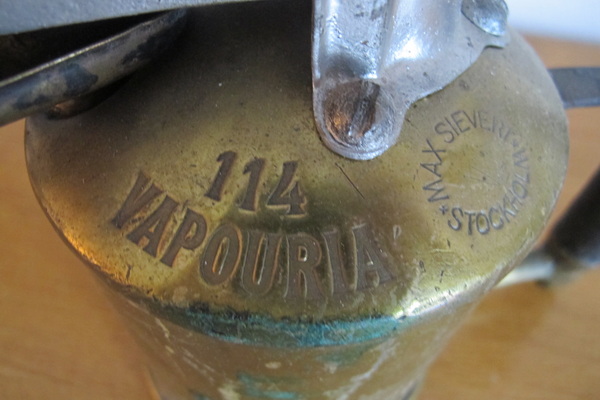 114
VAPOURIA
MAX SIEVERT
STOCKHOLM